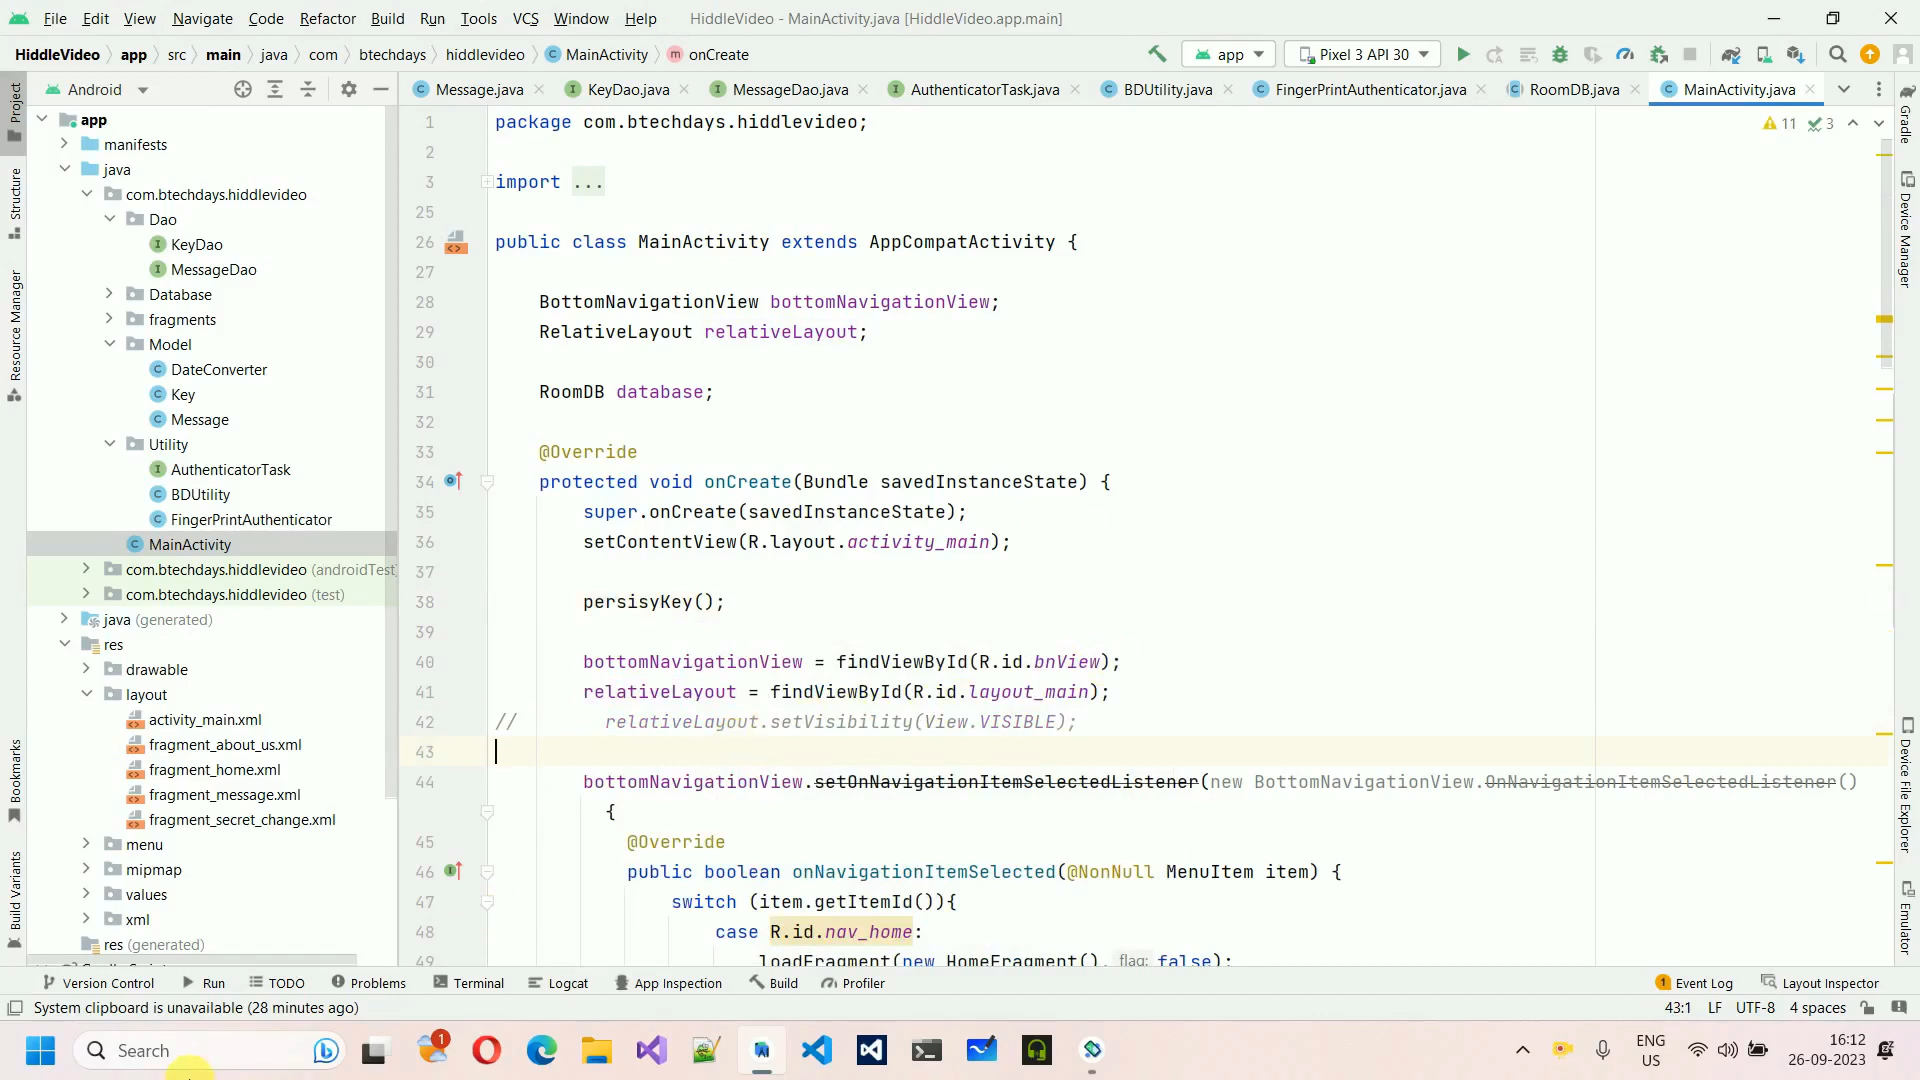 File Edit View Navigate Code Refactor Build Run Tools VCS Window Help HiddleVideo - MainActivity.java [HiddleVideo.app.main]
HiddleVideo app src main java com btechdays hiddlevideo MainActivity onCreate app Pixel 3 API 30
Android Message.java KeyDao.java MessageDao.java AuthenticatorTask.java BDUtility.java FingerPrintAuthenticator.java RoomDB.java MainActivity.java
Project
Structure
Resource Manager
Bookmarks
Build Variants
app
manifests
java
com.btechdays.hiddlevideo
Dao
KeyDao
MessageDao
Database
fragments
Model
DateConverter
Key
Message
Utility
AuthenticatorTask
BDUtility
FingerPrintAuthenticator
MainActivity
com.btechdays.hiddlevideo (androidTest)
com.btechdays.hiddlevideo (test)
java (generated)
res
drawable
layout
activity_main.xml
fragment_about_us.xml
fragment_home.xml
fragment_message.xml
fragment_secret_change.xml
menu
mipmap
values
xml
res (generated)
11 3
1 package com.btechdays.hiddlevideo;
2
3 import ...
25
26 public class MainActivity extends AppCompatActivity {
27
28 BottomNavigationView bottomNavigationView;
29 RelativeLayout relativeLayout;
30
31 RoomDB database;
32
33 @Override
34 protected void onCreate(Bundle savedInstanceState) {
35 super.onCreate(savedInstanceState);
36 setContentView(R.layout.activity_main);
37
38 persisyKey();
39
40 bottomNavigationView = findViewById(R.id.bnView);
41 relativeLayout = findViewById(R.id.layout_main);
42 // relativeLayout.setVisibility(View.VISIBLE);
43
44 bottomNavigationView.setOnNavigationItemSelectedListener(new BottomNavigationView.OnNavigationItemSelectedListener()
{
45 @Override
46 public boolean onNavigationItemSelected(@NonNull MenuItem item) {
47 switch (item.getItemId()){
48 case R.id.nav_home:
49 loadFragment(new HomeFragment(), flag: false);
Gradle
Device Manager
Device File Explorer
Emulator
Version Control Run TODO Problems Terminal Logcat App Inspection Build Profiler 1 Event Log Layout Inspector
System clipboard is unavailable (28 minutes ago) 43:1 LF UTF-8 4 spaces
Search 1 ENG 16:12
US 26-09-2023